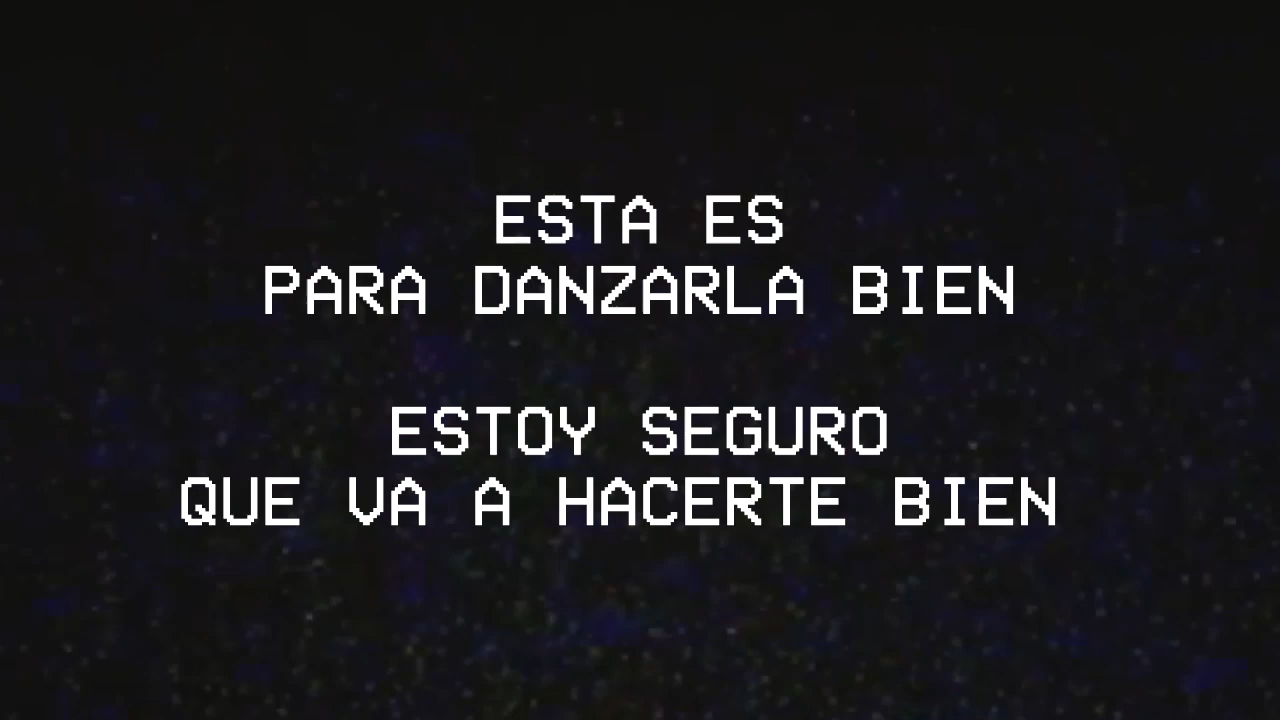 ESTA ES
PARA DANZARLA BIEN
ESTOY SEGURO
QUE VA A HACERTE BIEN